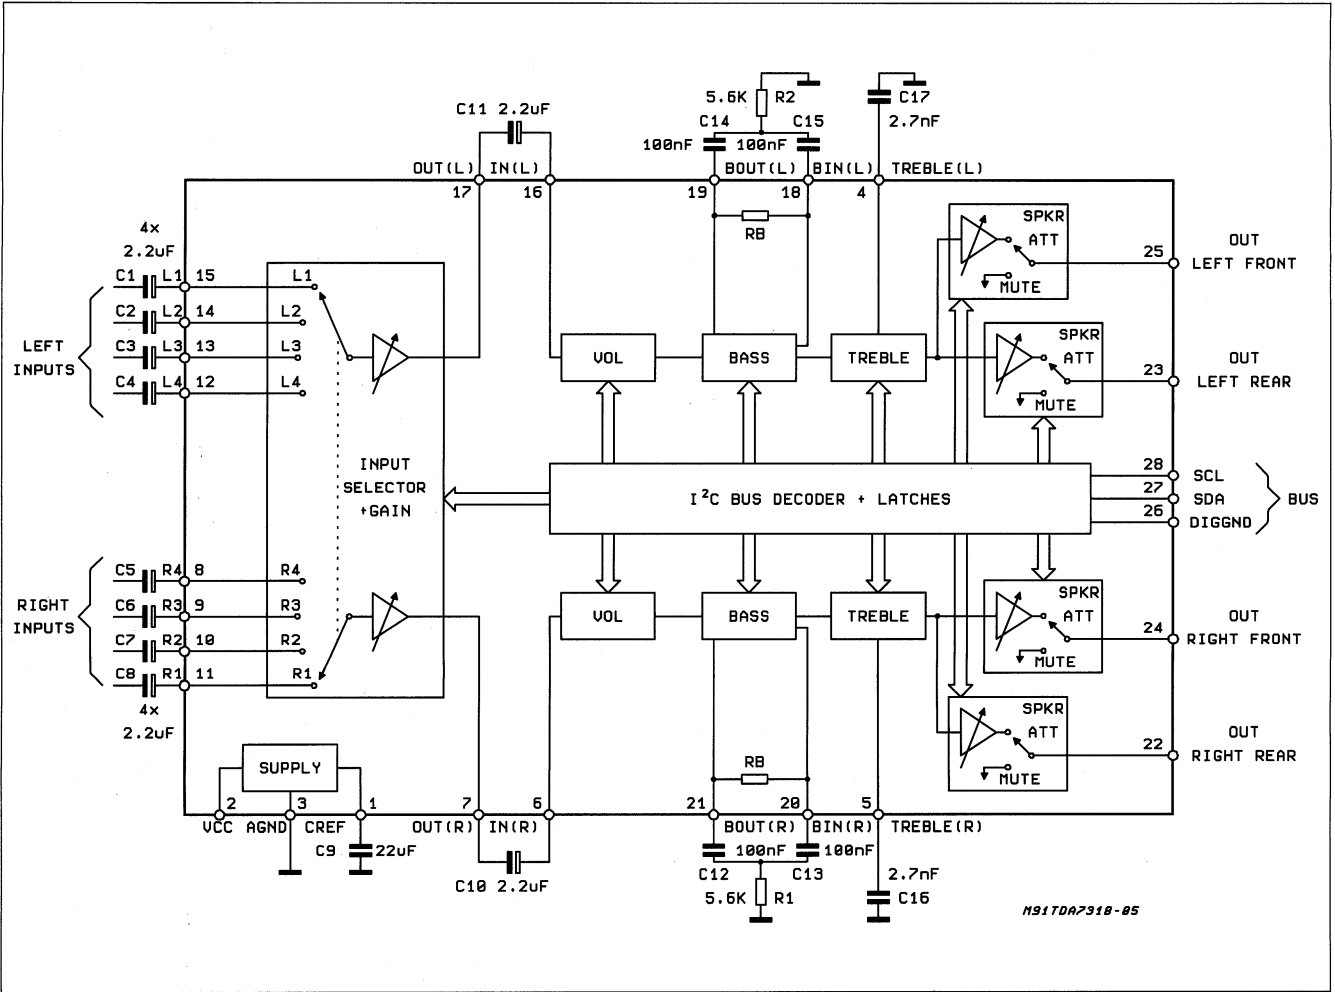 5.6K R2
C17
2.7nF
C11 2.2uF
C14 C15
100nF 100nF
OUT(L) IN(L) BOUT(L) BIN(L) TREBLE(L)
17 16 19 18 4
4x
2.2uF
RB
SPKR
ATT
MUTE
25
OUT
LEFT FRONT
C1 L1 15 L1
C2 L2 14 L2
C3 L3 13 L3
C4 L4 12 L4
LEFT
INPUTS
VOL BASS TREBLE
SPKR
ATT
MUTE
23
OUT
LEFT REAR
INPUT
SELECTOR
+GAIN
I²C BUS DECODER + LATCHES
28 SCL
27 SDA
26 DIGGND
BUS
C5 R4 8 R4
C6 R3 9 R3
C7 R2 10 R2
C8 R1 11 R1
RIGHT
INPUTS
4x
2.2uF
VOL BASS TREBLE
SPKR
ATT
MUTE
24
OUT
RIGHT FRONT
SPKR
ATT
MUTE
22
OUT
RIGHT REAR
SUPPLY
RB
2 3 1 7 6 21 20 5
VCC AGND CREF OUT(R) IN(R) BOUT(R) BIN(R) TREBLE(R)
C9 22uF
100nF 100nF
C10 2.2uF
C12 C13
5.6K R1
2.7nF
C16
M91TDA7318-05